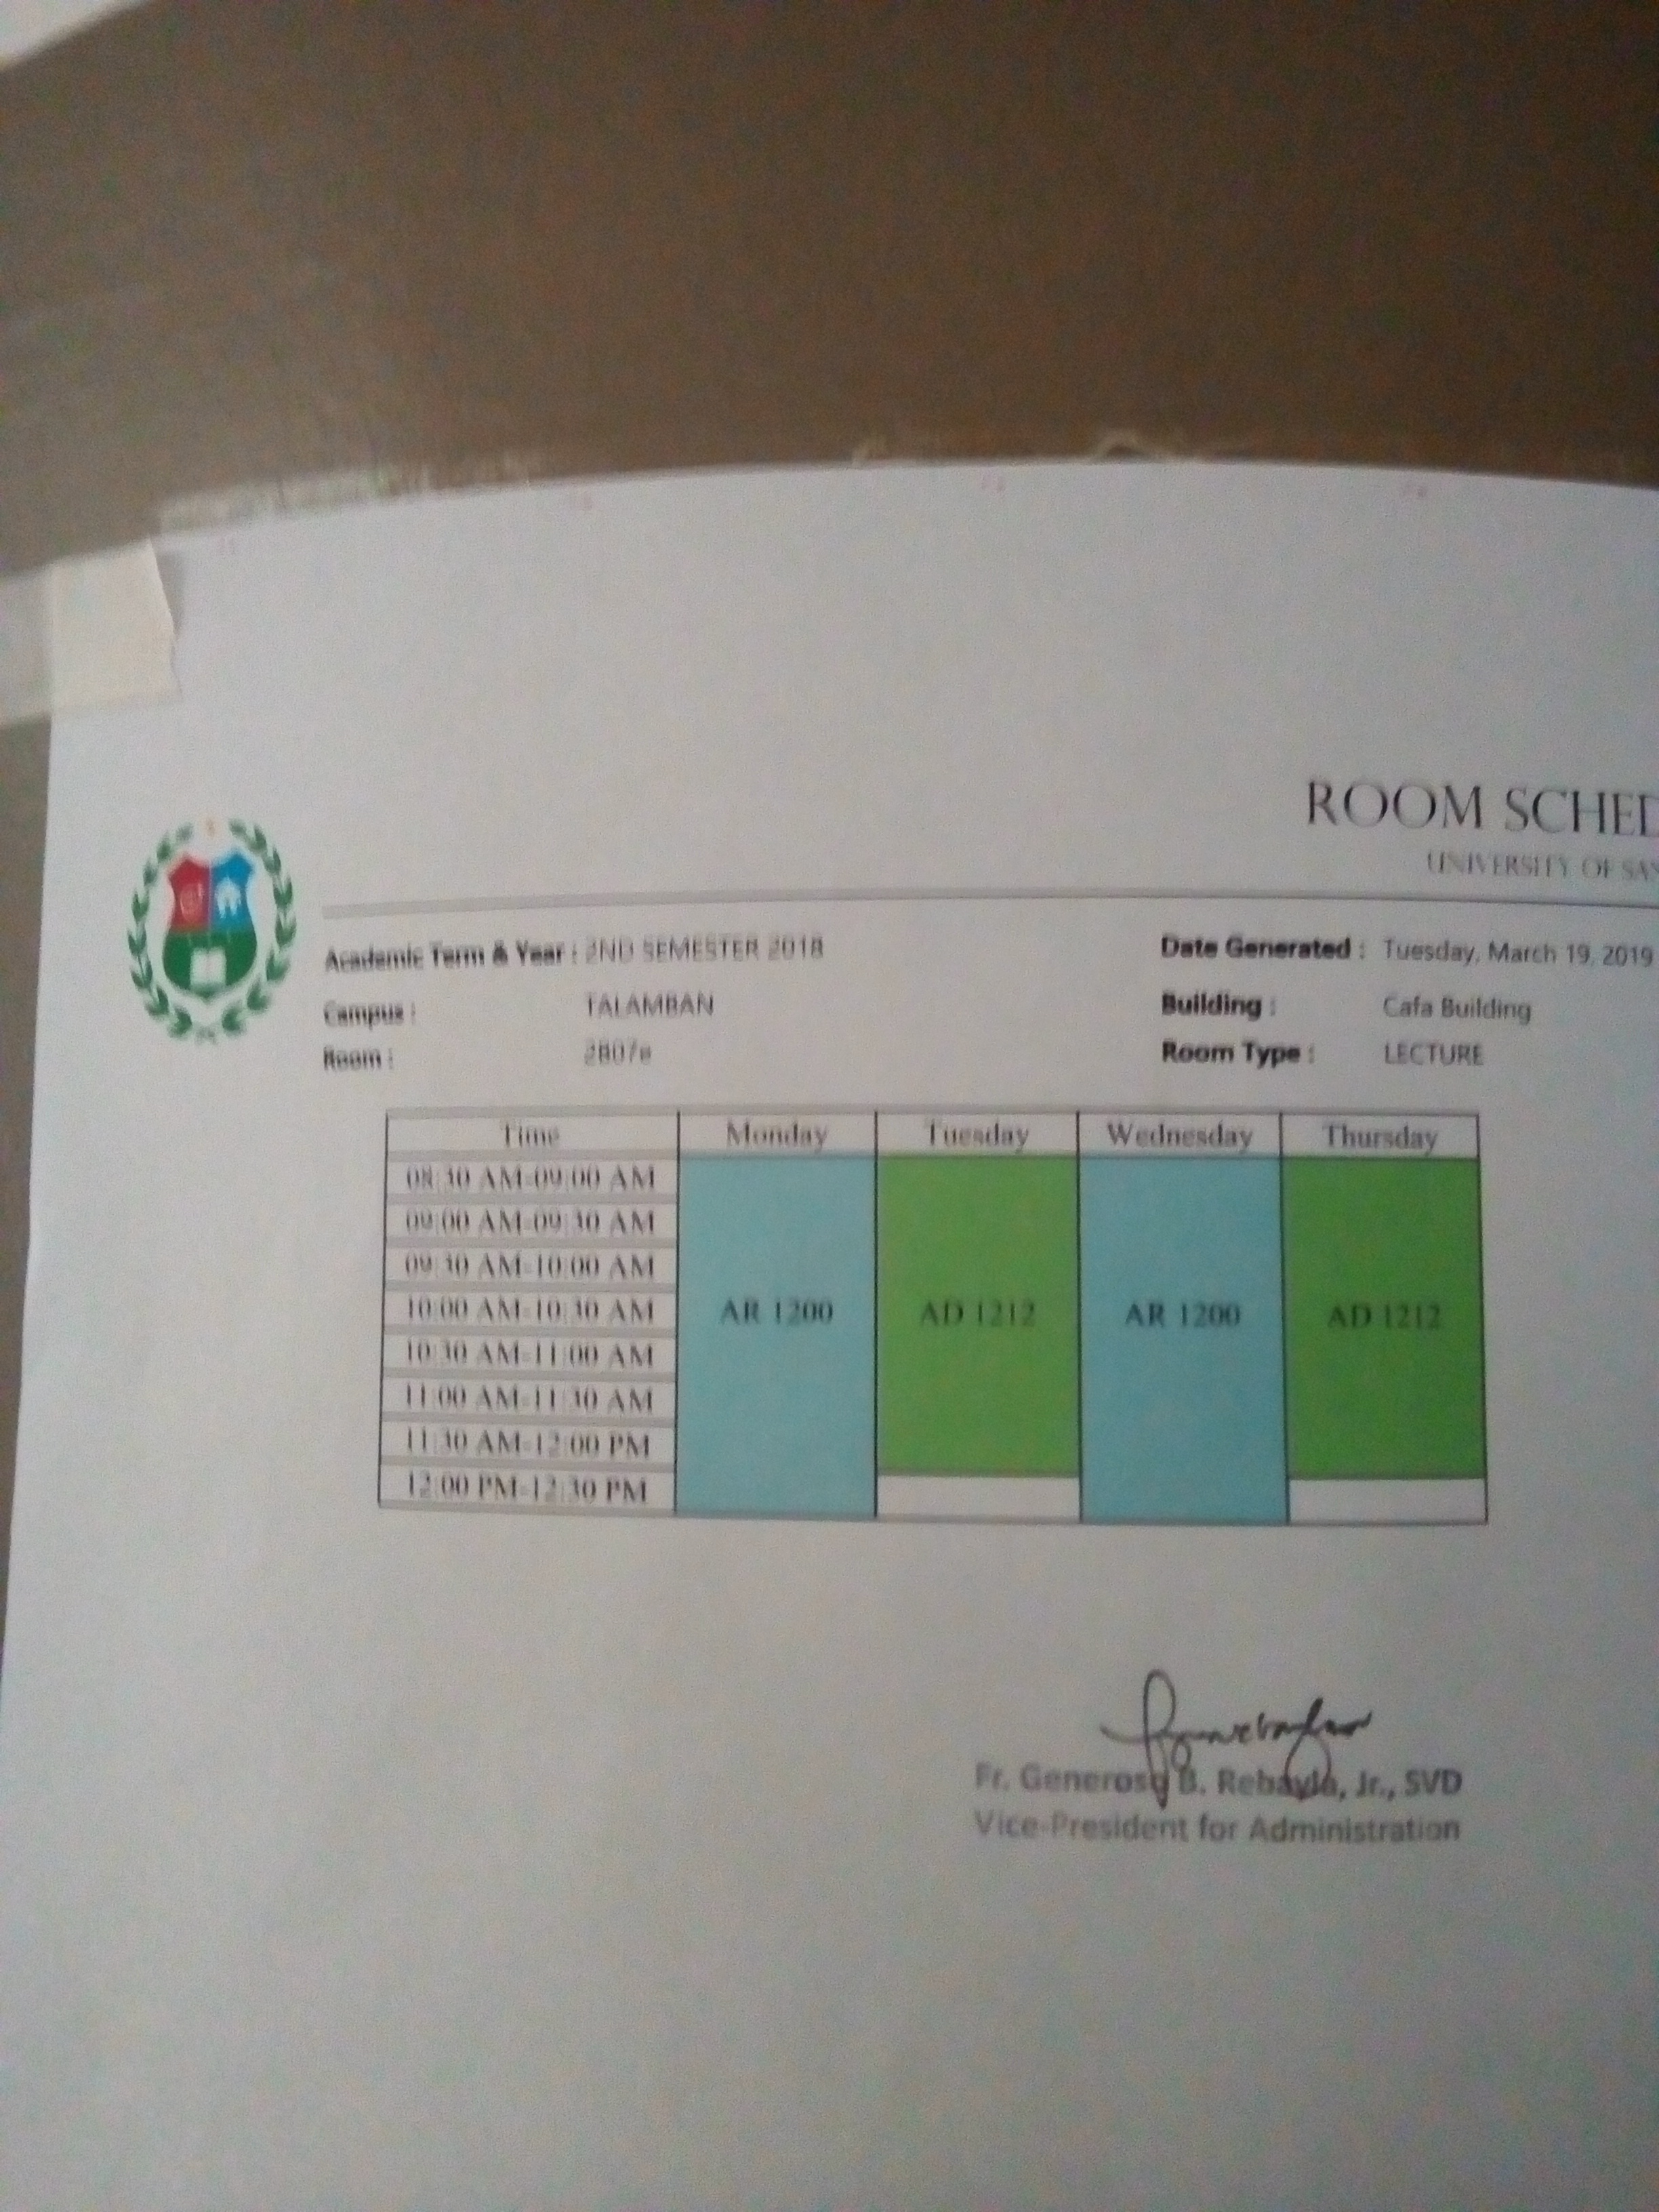 ROOM SCHED
UNIVERSITY OF SAN
Academic Term & Year : 2ND SEMESTER 2018 Date Generated : Tuesday, March 19, 2019
Campus : TALAMBAN Building : Cafa Building
Room : Room Type : LECTURE
Time Monday Tuesday Wednesday Thursday
08:30 AM-09:00 AM
09:00 AM-09:30 AM
09:30 AM-10:00 AM
10:00 AM-10:30 AM AR 1200 AD 1212 AR 1200 AD 1212
10:30 AM-11:00 AM
11:00 AM-11:30 AM
11:30 AM-12:00 PM
12:00 PM-12:30 PM
Fr. Generoso B. Rebayla, Jr., SVD
Vice-President for Administration